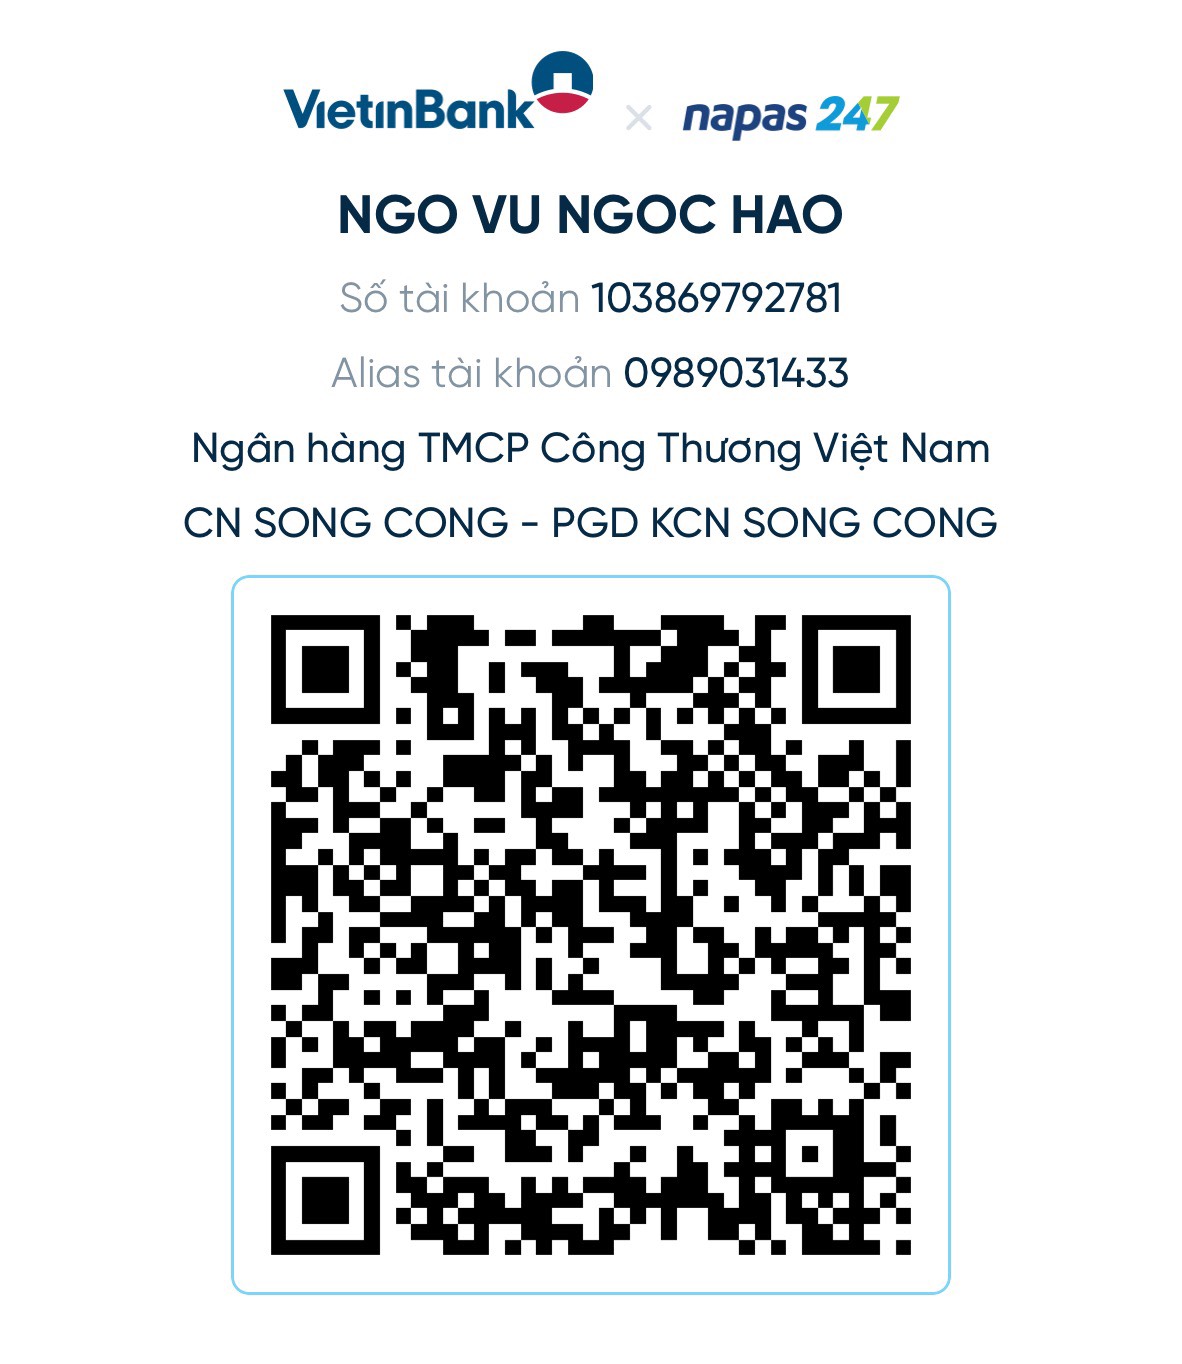 VietinBank × napas 247
NGO VU NGOC HAO
Số tài khoản 103869792781
Alias tài khoản 0989031433
Ngân hàng TMCP Công Thương Việt Nam
CN SONG CONG - PGD KCN SONG CONG